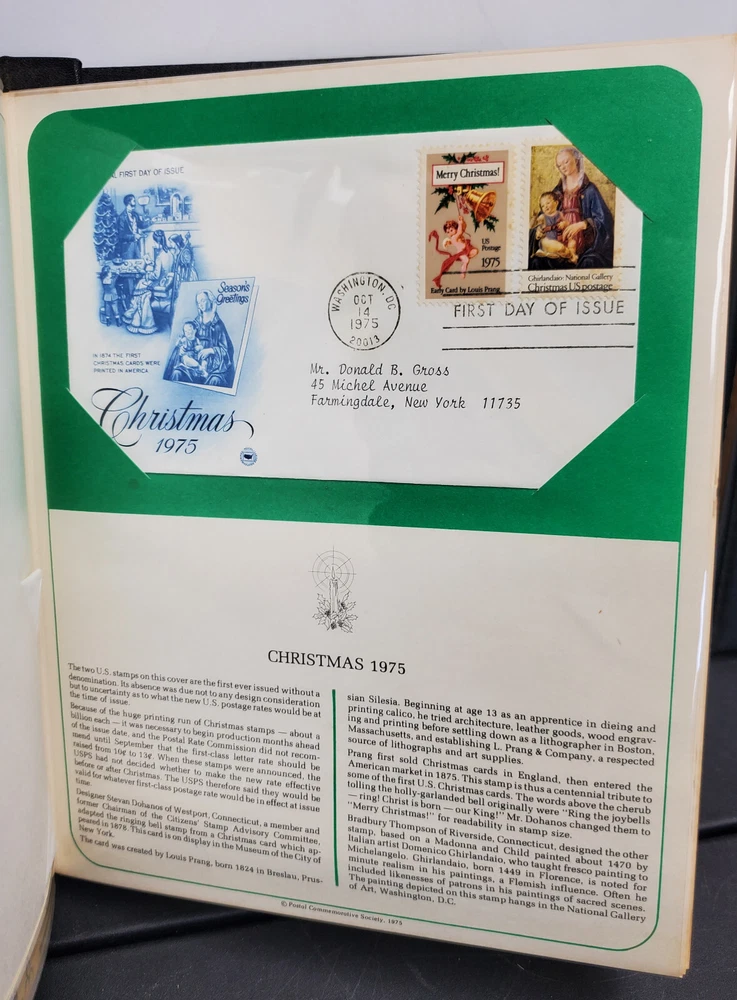 L FIRST DAY OF ISSUE
Season's
Greetings
IN 1874 THE FIRST
CHRISTMAS CARDS WERE
PRINTED IN AMERICA
Christmas
1975
Merry Christmas!
US
Postage
1975
Early Card by Louis Prang
Ghirlandaio: National Gallery
Christmas US postage
WASHINGTON, DC
OCT
14
1975
20013
FIRST DAY OF ISSUE
Mr. Donald B. Gross
45 Michel Avenue
Farmingdale, New York 11735
CHRISTMAS 1975
The two U.S. stamps on this cover are the first ever issued without a
denomination. Its absence was due not to any design consideration
but to uncertainty as to what the new U.S. postage rates would be at
the time of issue.
Because of the huge printing run of Christmas stamps — about a
billion each — it was necessary to begin production months ahead
of the issue date, and the Postal Rate Commission did not recom-
mend until September that the first-class letter rate should be
raised from 10¢ to 13¢. When these stamps were announced, the
USPS had not decided whether to make the new rate effective
before or after Christmas. The USPS therefore said they would be
valid for whatever first-class postage rate would be in effect at issue
time.
Designer Stevan Dohanos of Westport, Connecticut, a member and
former Chairman of the Citizens' Stamp Advisory Committee,
adapted the ringing bell stamp from a Christmas card which ap-
peared in 1878. This card is on display in the Museum of the City of
New York.
The card was created by Louis Prang, born 1824 in Breslau, Prus-
sian Silesia. Beginning at age 13 as an apprentice in dieing and
printing calico, he tried architecture, leather goods, wood engrav-
ing and printing before settling down as a lithographer in Boston,
Massachusetts, and establishing L. Prang & Company, a respected
source of lithographs and art supplies.
Prang first sold Christmas cards in England, then entered the
American market in 1875. This stamp is thus a centennial tribute to
some of the first U.S. Christmas cards. The words above the cherub
tolling the holly-garlanded bell originally were "Ring the joybells
— ring! Christ is born — our King!" Mr. Dohanos changed them to
"Merry Christmas!" for readability in stamp size.
Bradbury Thompson of Riverside, Connecticut, designed the other
stamp, based on a Madonna and Child painted about 1470 by
Italian artist Domenico Ghirlandaio, who taught fresco painting to
Michelangelo. Ghirlandaio, born 1449 in Florence, is noted for
minute realism in his paintings, a Flemish influence. Often he
included likenesses of patrons in his paintings of sacred scenes.
The painting depicted on this stamp hangs in the National Gallery
of Art, Washington, D.C.
© Postal Commemorative Society, 1975